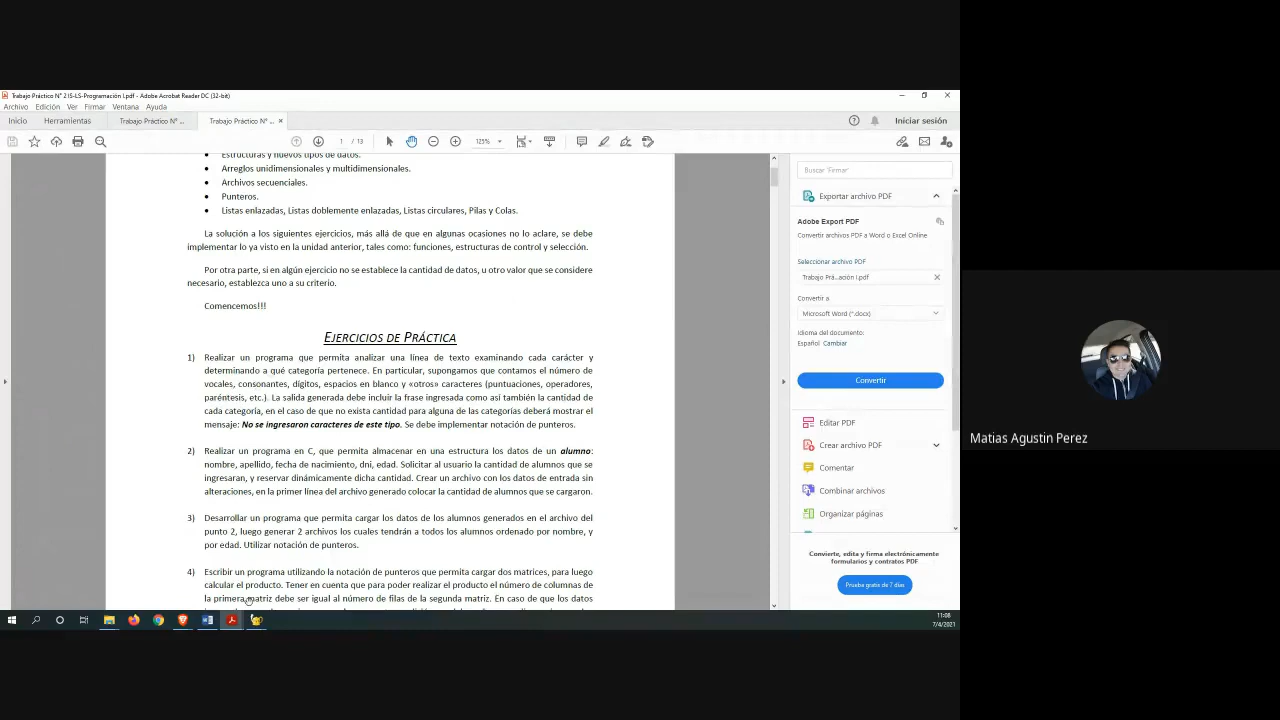 Trabajo Práctico N° 2 IS-LS-Programación I.pdf - Adobe Acrobat Reader DC (32-bit)
Archivo Edición Ver Firmar Ventana Ayuda
Inicio Herramientas Trabajo Práctico N° ... Trabajo Práctico N° ... Iniciar sesión
1 / 13 125%
Estructuras y nuevos tipos de datos.
• Arreglos unidimensionales y multidimensionales.
• Archivos secuenciales.
• Punteros.
• Listas enlazadas, Listas doblemente enlazadas, Listas circulares, Pilas y Colas.
La solución a los siguientes ejercicios, más allá de que en algunas ocasiones no lo aclare, se debe
implementar lo ya visto en la unidad anterior, tales como: funciones, estructuras de control y selección.
Por otra parte, si en algún ejercicio no se establece la cantidad de datos, u otro valor que se considere
necesario, establezca uno a su criterio.
Comencemos!!!
EJERCICIOS DE PRÁCTICA
1) Realizar un programa que permita analizar una línea de texto examinando cada carácter y
determinando a qué categoría pertenece. En particular, supongamos que contamos el número de
vocales, consonantes, dígitos, espacios en blanco y «otros» caracteres (puntuaciones, operadores,
paréntesis, etc.). La salida generada debe incluir la frase ingresada como así también la cantidad de
cada categoría, en el caso de que no exista cantidad para alguna de las categorías deberá mostrar el
mensaje: No se ingresaron caracteres de este tipo. Se debe implementar notación de punteros.
2) Realizar un programa en C, que permita almacenar en una estructura los datos de un alumno:
nombre, apellido, fecha de nacimiento, dni, edad. Solicitar al usuario la cantidad de alumnos que se
ingresaran, y reservar dinámicamente dicha cantidad. Crear un archivo con los datos de entrada sin
alteraciones, en la primer línea del archivo generado colocar la cantidad de alumnos que se cargaron.
3) Desarrollar un programa que permita cargar los datos de los alumnos generados en el archivo del
punto 2, luego generar 2 archivos los cuales tendrán a todos los alumnos ordenado por nombre, y
por edad. Utilizar notación de punteros.
4) Escribir un programa utilizando la notación de punteros que permita cargar dos matrices, para luego
calcular el producto. Tener en cuenta que para poder realizar el producto el número de columnas de
la primera matriz debe ser igual al número de filas de la segunda matriz. En caso de que los datos
Buscar 'Firmar'
Exportar archivo PDF
Adobe Export PDF
Convertir archivos PDF a Word o Excel Online
Seleccionar archivo PDF
Trabajo Prá...ación I.pdf
Convertir a
Microsoft Word (*.docx)
Idioma del documento:
Español Cambiar
Convertir
Editar PDF
Crear archivo PDF
Comentar
Combinar archivos
Organizar páginas
Convierte, edita y firma electrónicamente
formularios y contratos PDF
Prueba gratis de 7 días
11:08
7/4/2021
Matias Agustin Perez